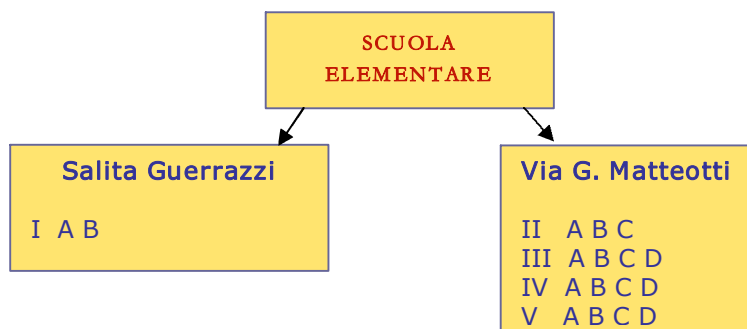 SCUOLA
ELEMENTARE
Salita Guerrazzi
I A B
Via G. Matteotti
II A B C
III A B C D
IV A B C D
V A B C D